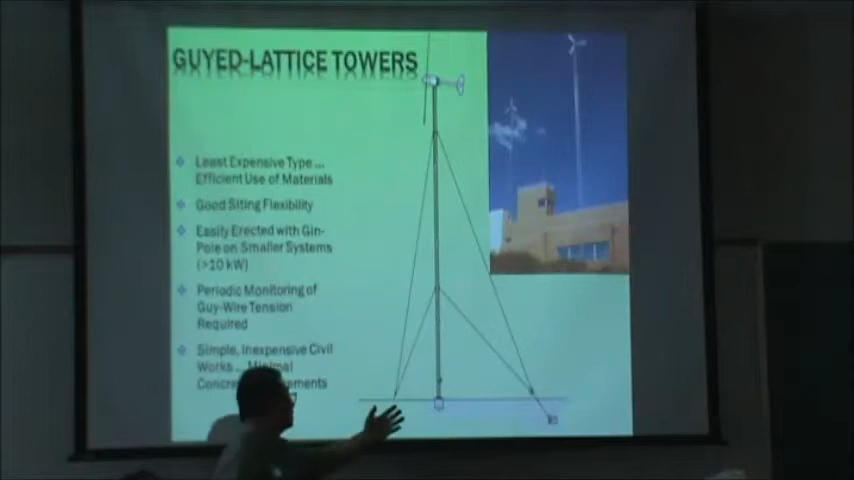 GUYED-LATTICE TOWERS
Least Expensive Type ...
Efficient Use of Materials
Good Siting Flexibility
Easily Erected with Gin-
Pole on Smaller Systems
(>10 kW)
Periodic Monitoring of
Guy-Wire Tension
Required
Simple, Inexpensive Civil
Works... Minimal